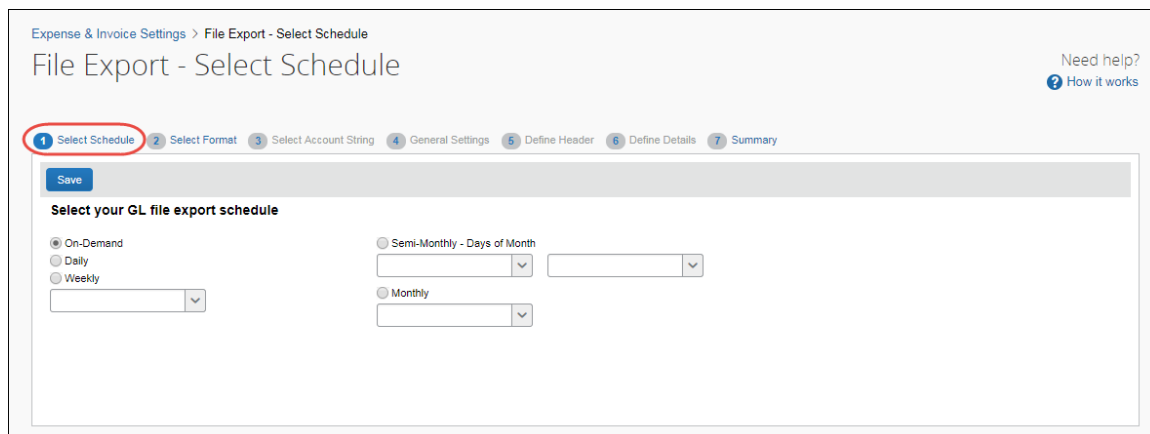 Expense & Invoice Settings > File Export - Select Schedule
File Export - Select Schedule
Need help?
? How it works
1 Select Schedule 2 Select Format 3 Select Account String 4 General Settings 5 Define Header 6 Define Details 7 Summary
Save
Select your GL file export schedule
On-Demand
Daily
Weekly
Semi-Monthly - Days of Month
Monthly